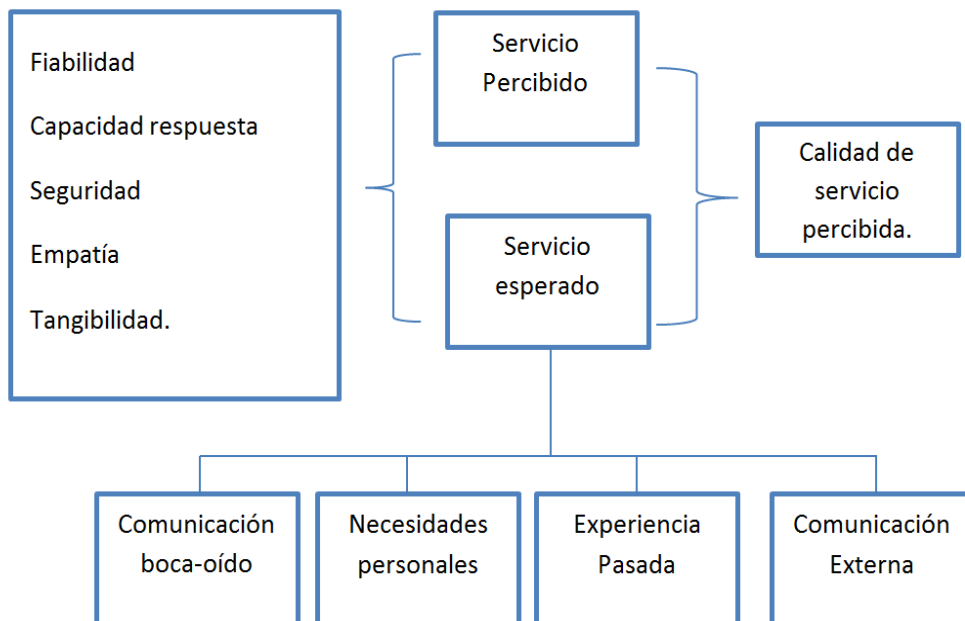 Fiabilidad
Capacidad respuesta
Seguridad
Empatía
Tangibilidad.
Servicio
Percibido
Servicio
esperado
Calidad de
servicio
percibida.
Comunicación
boca-oído
Necesidades
personales
Experiencia
Pasada
Comunicación
Externa